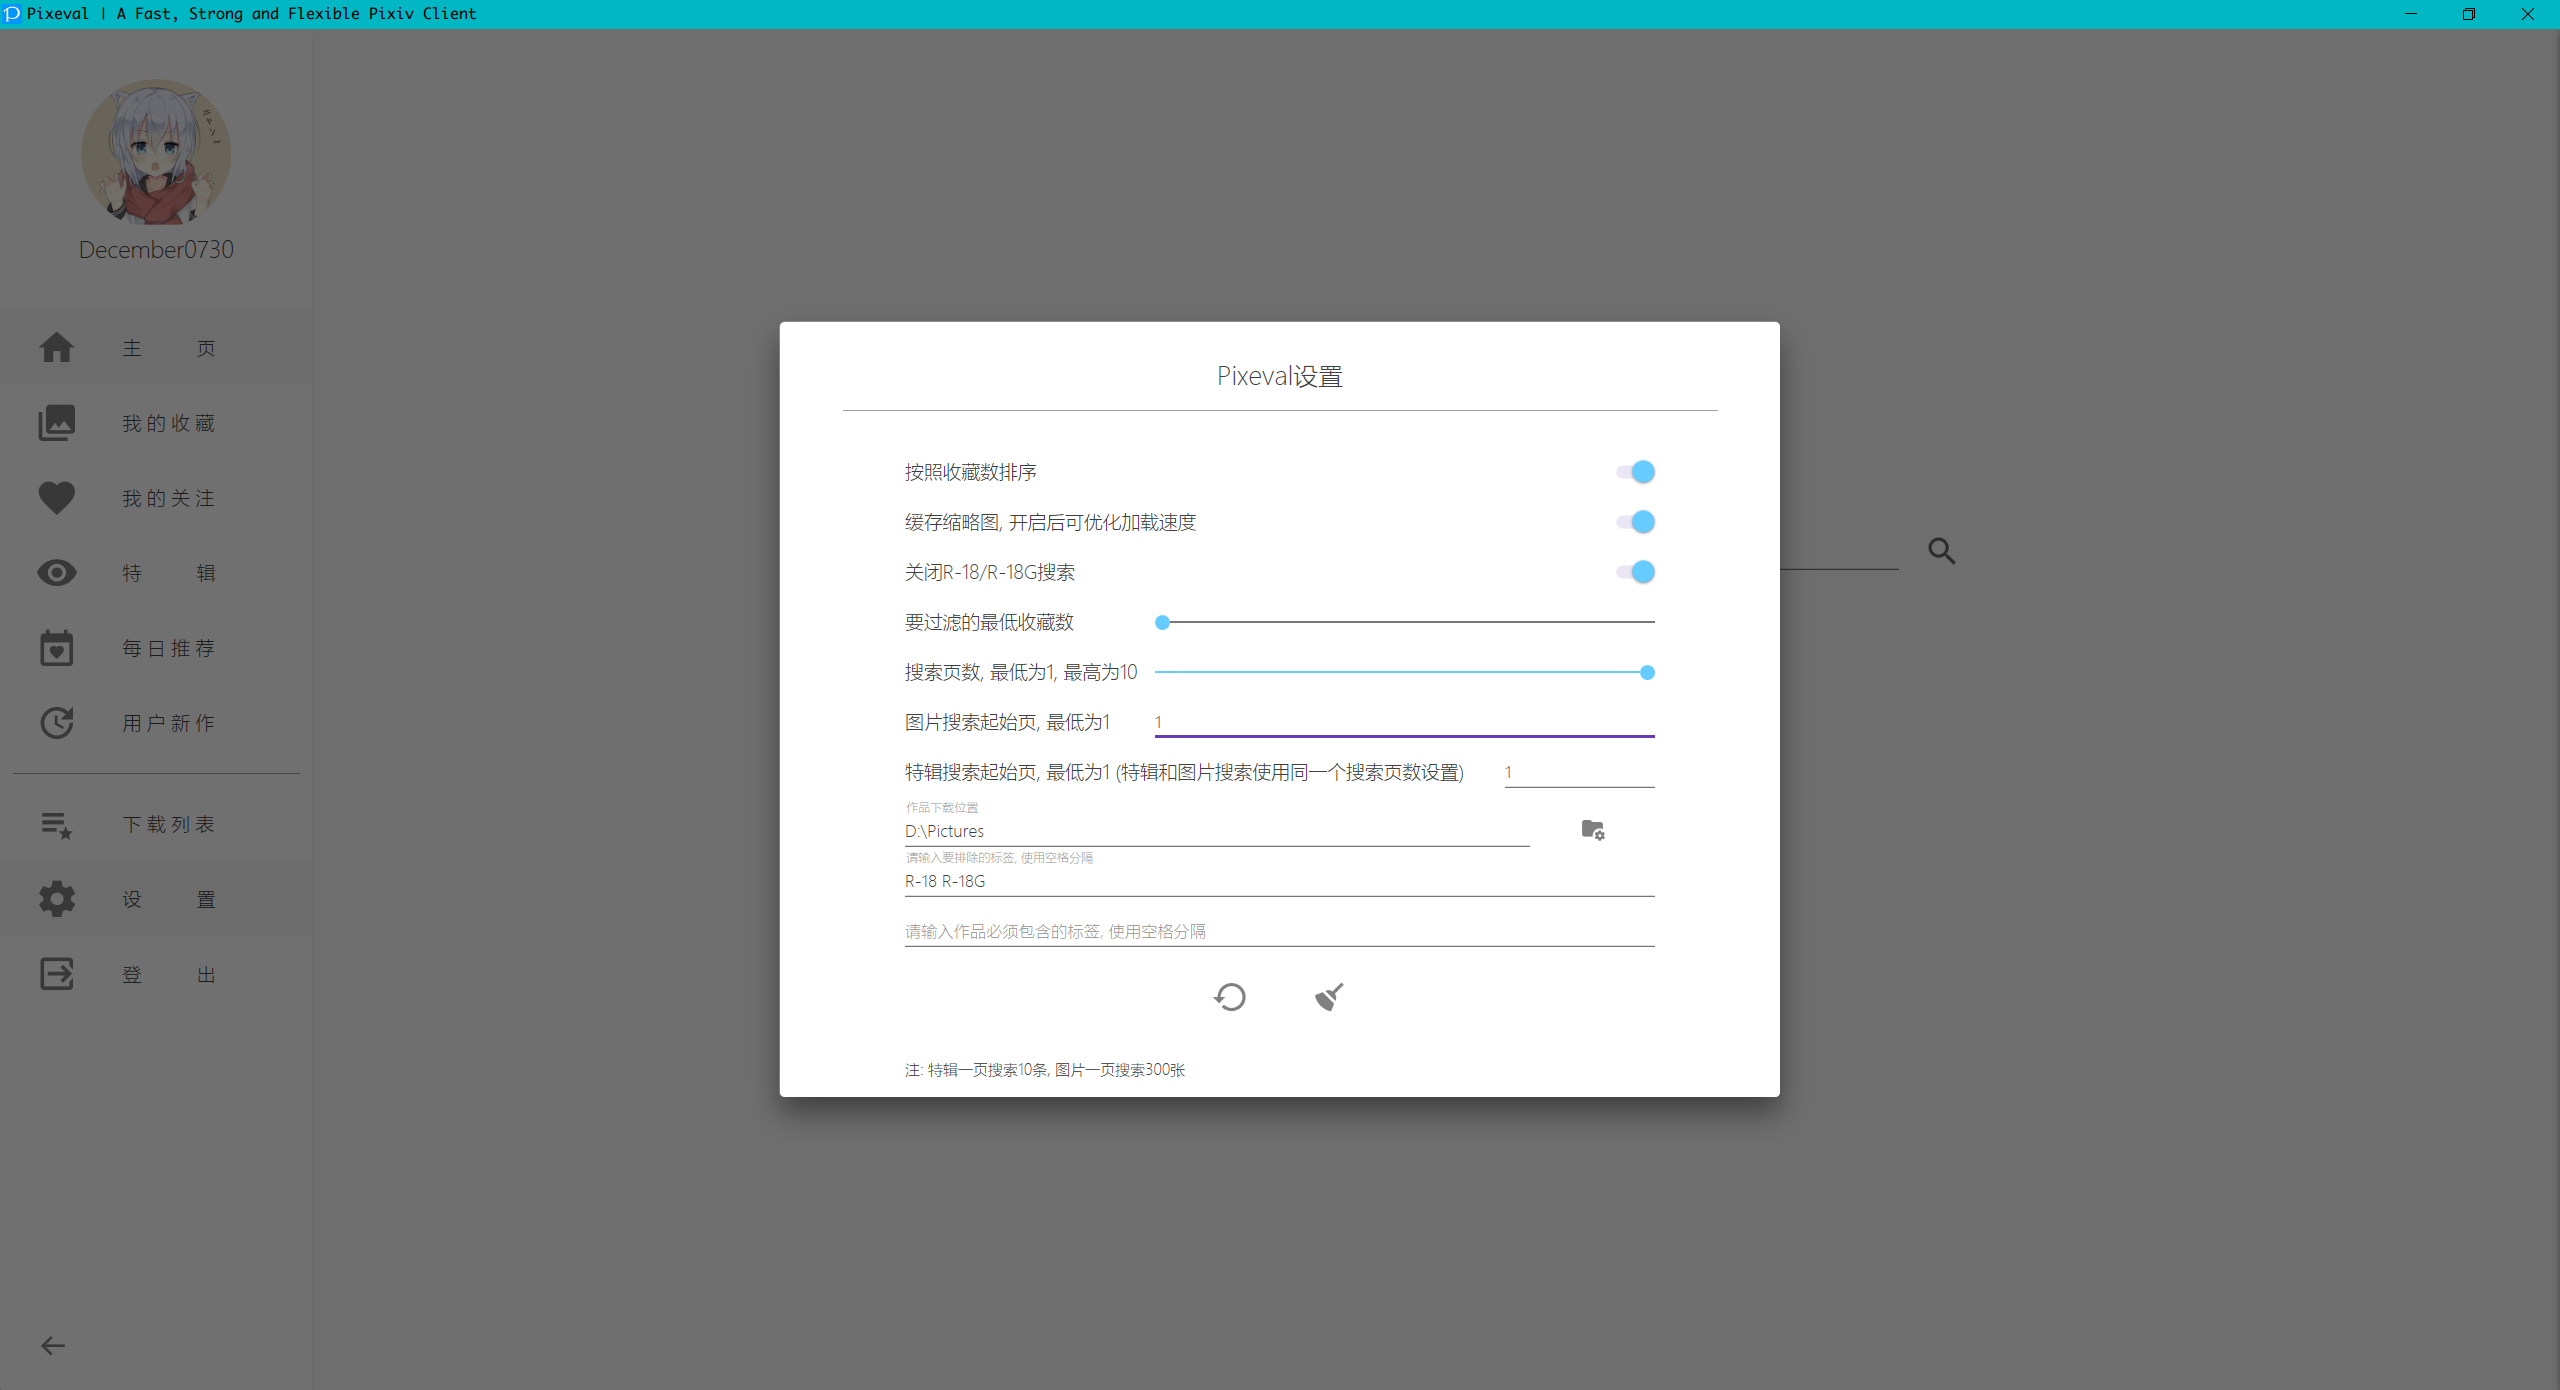 Pixeval | A Fast, Strong and Flexible Pixiv Client
December0730
主 页
我的收藏
我的关注
特 辑
每日推荐
用户新作
下载列表
设 置
登 出
Pixeval设置
按照收藏数排序
缓存缩略图, 开启后可优化加载速度
关闭R-18/R-18G搜索
要过滤的最低收藏数
搜索页数, 最低为1, 最高为10
图片搜索起始页, 最低为1 1
特辑搜索起始页, 最低为1 (特辑和图片搜索使用同一个搜索页数设置) 1
作品下载位置
D:\Pictures
请输入要排除的标签, 使用空格分隔
R-18 R-18G
请输入作品必须包含的标签, 使用空格分隔
注: 特辑一页搜索10条, 图片一页搜索300张